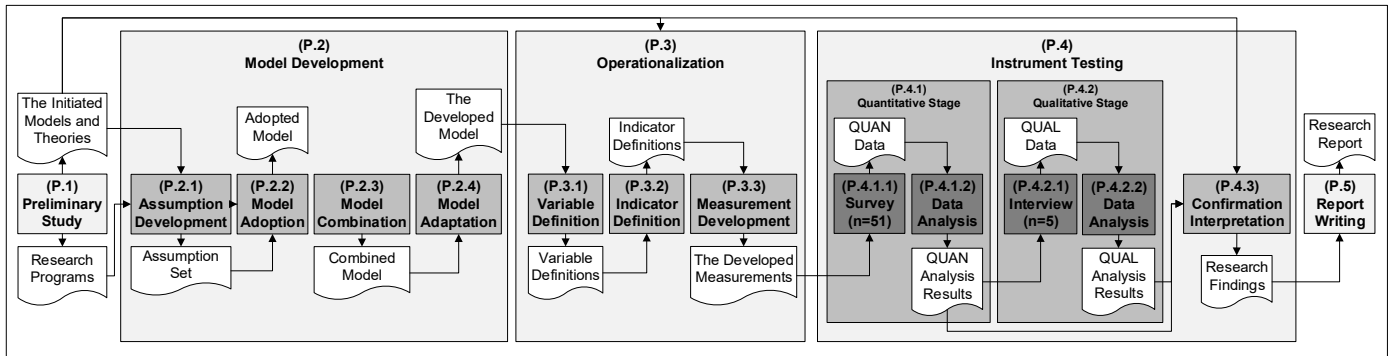 (P.2)
Model Development
(P.3)
Operationalization
(P.4)
Instrument Testing
(P.4.1)
Quantitative Stage
(P.4.2)
Qualitative Stage
The Initiated
Models and
Theories
Adopted
Model
The
Developed
Model
Indicator
Definitions
QUAN
Data
QUAL
Data
Research
Report
(P.1)
Preliminary
Study
(P.2.1)
Assumption
Development
(P.2.2)
Model
Adoption
(P.2.3)
Model
Combination
(P.2.4)
Model
Adaptation
(P.3.1)
Variable
Definition
(P.3.2)
Indicator
Definition
(P.3.3)
Measurement
Development
(P.4.1.1)
Survey
(n=51)
(P.4.1.2)
Data
Analysis
(P.4.2.1)
Interview
(n=5)
(P.4.2.2)
Data
Analysis
(P.4.3)
Confirmation
Interpretation
(P.5)
Report
Writing
Research
Programs
Assumption
Set
Combined
Model
Variable
Definitions
The Developed
Measurements
QUAN
Analysis
Results
QUAL
Analysis
Results
Research
Findings